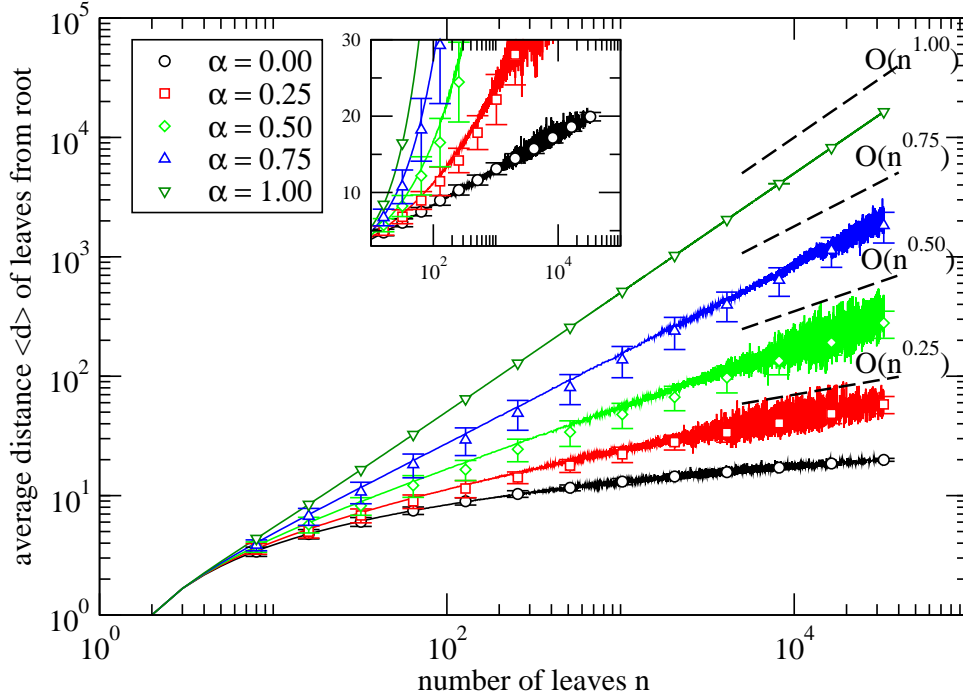 average distance <d> of leaves from root
10^5
10^4
10^3
10^2
10^1
10^0
α = 0.00
α = 0.25
α = 0.50
α = 0.75
α = 1.00
30
20
10
10^2
10^4
O(n^1.00)
O(n^0.75)
O(n^0.50)
O(n^0.25)
10^0
10^2
10^4
number of leaves n